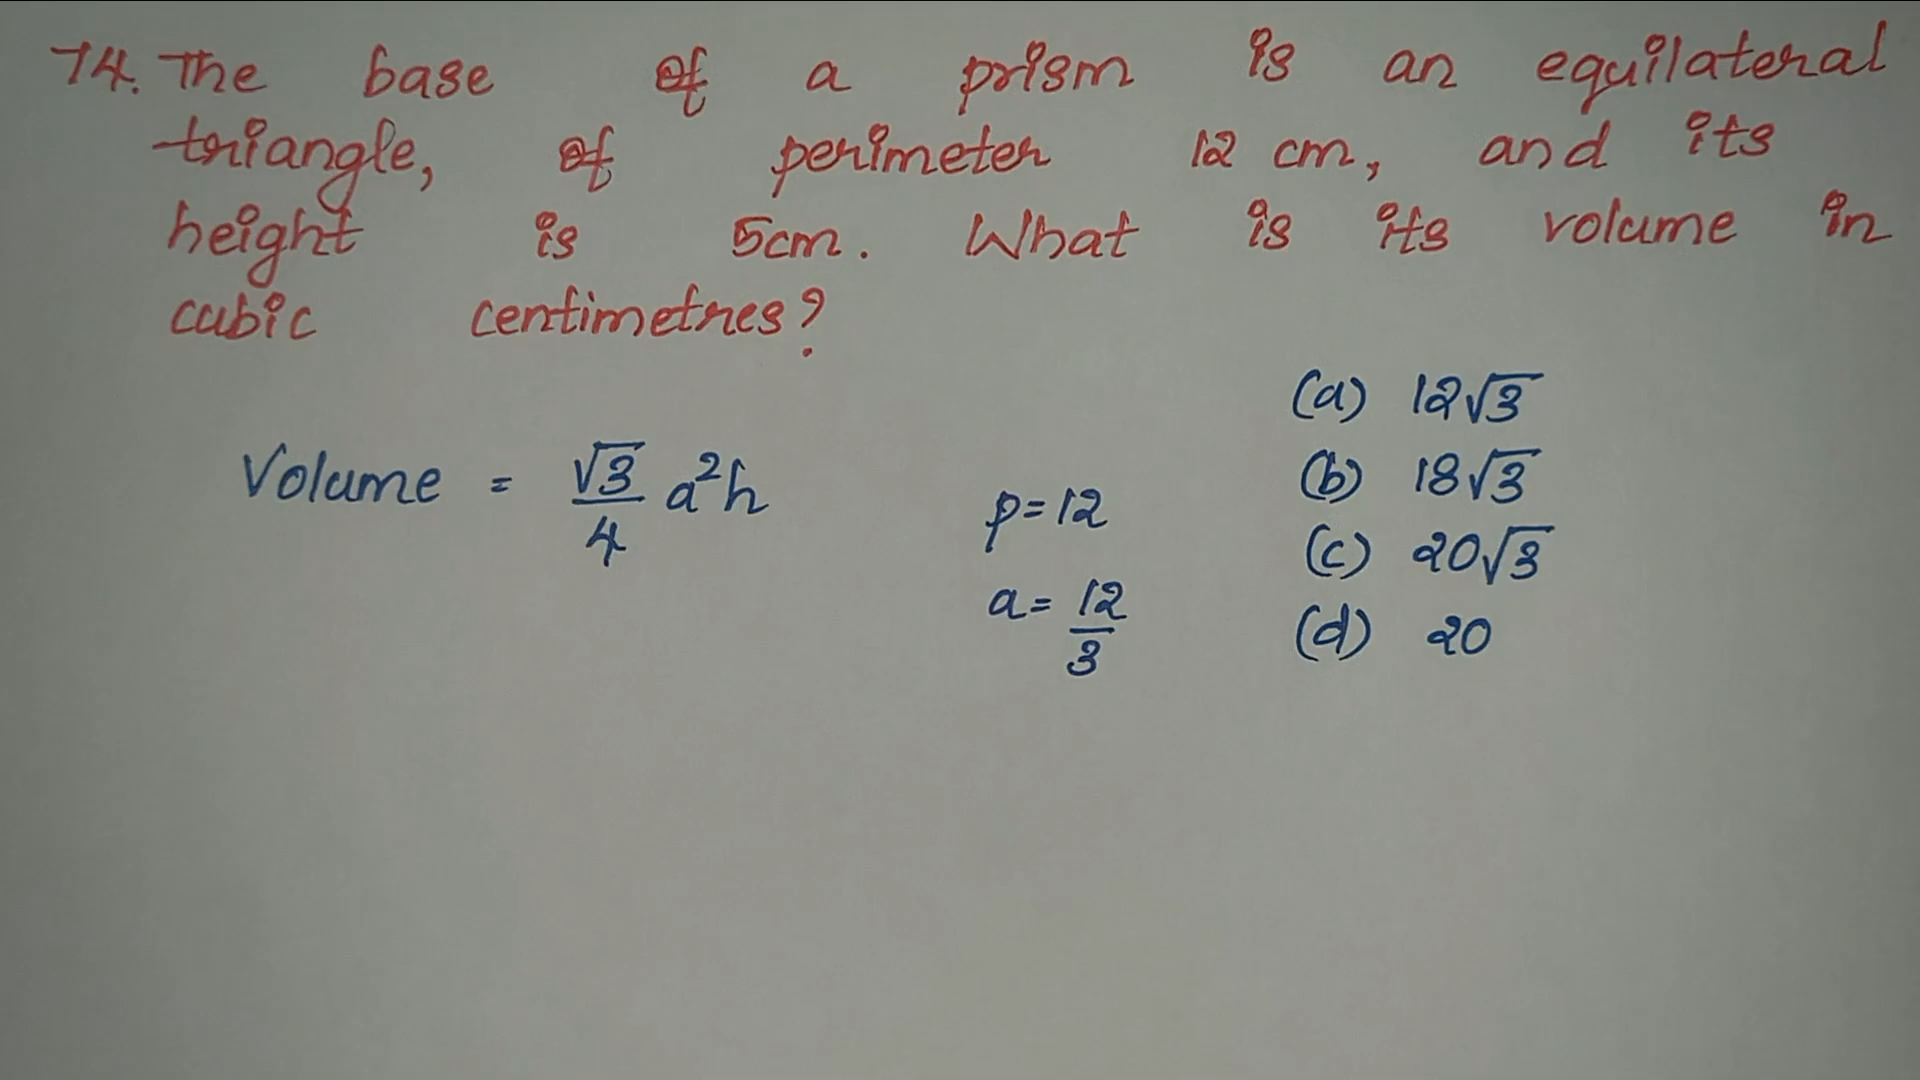 74. The base of a prism is an equilateral
triangle, of perimeter 12 cm, and its
height is 5cm. What is its volume in
cubic centimetres?
(a) 12√3
Volume = √3/4 a²h
p=12
(b) 18√3
(c) 20√3
a= 12/3
(d) 20